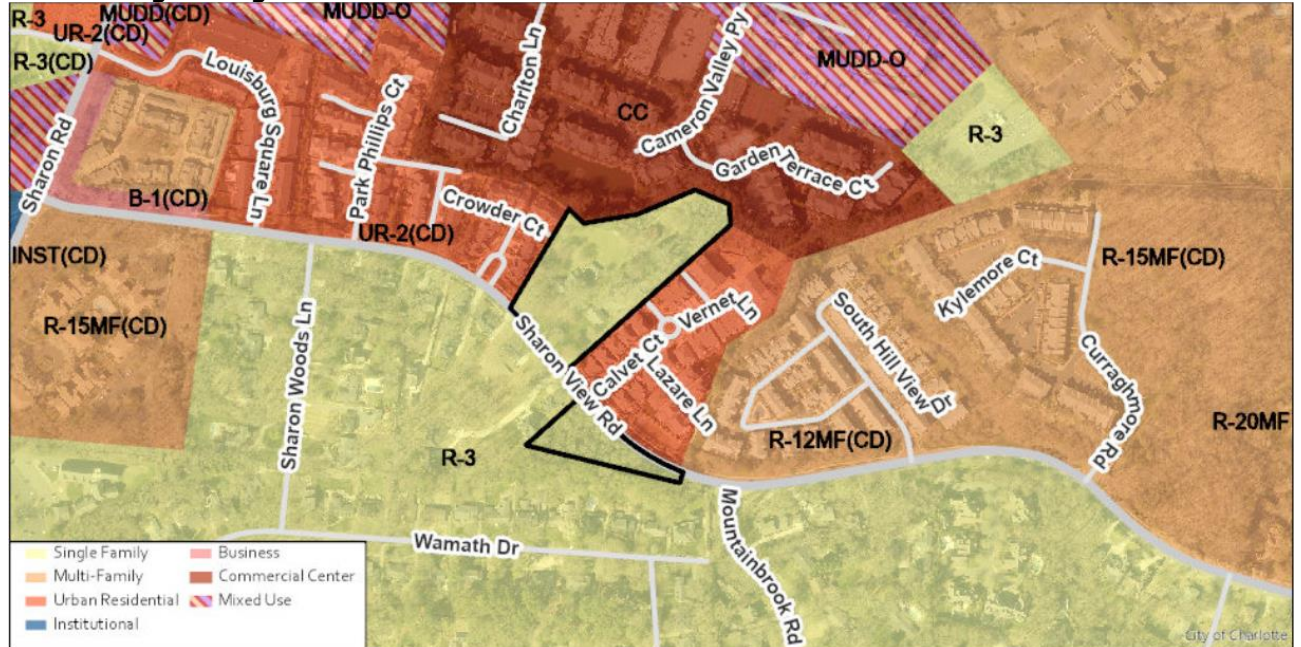 R-3
UR-2(CD)
MUDD(CD)
MUDD-O
R-3(CD)
Sharon Rd
Louisburg Square Ln
Park Phillips Ct
Charlton Ln
CC
Cameron Valley Py
MUDD-O
Garden Terrace Ct
R-3
B-1(CD)
UR-2(CD)
Crowder Ct
INST(CD)
R-15MF(CD)
Sharon Woods Ln
Sharon View Rd
Calvet Ct
Vernet Ln
Lazare Ln
South Hill View Dr
Kylemore Ct
R-15MF(CD)
Curraghmore Rd
R-20MF
R-12MF(CD)
R-3
Wamath Dr
Mountainbrook Rd
Single Family
Multi-Family
Urban Residential
Institutional
Business
Commercial Center
Mixed Use
City of Charlotte